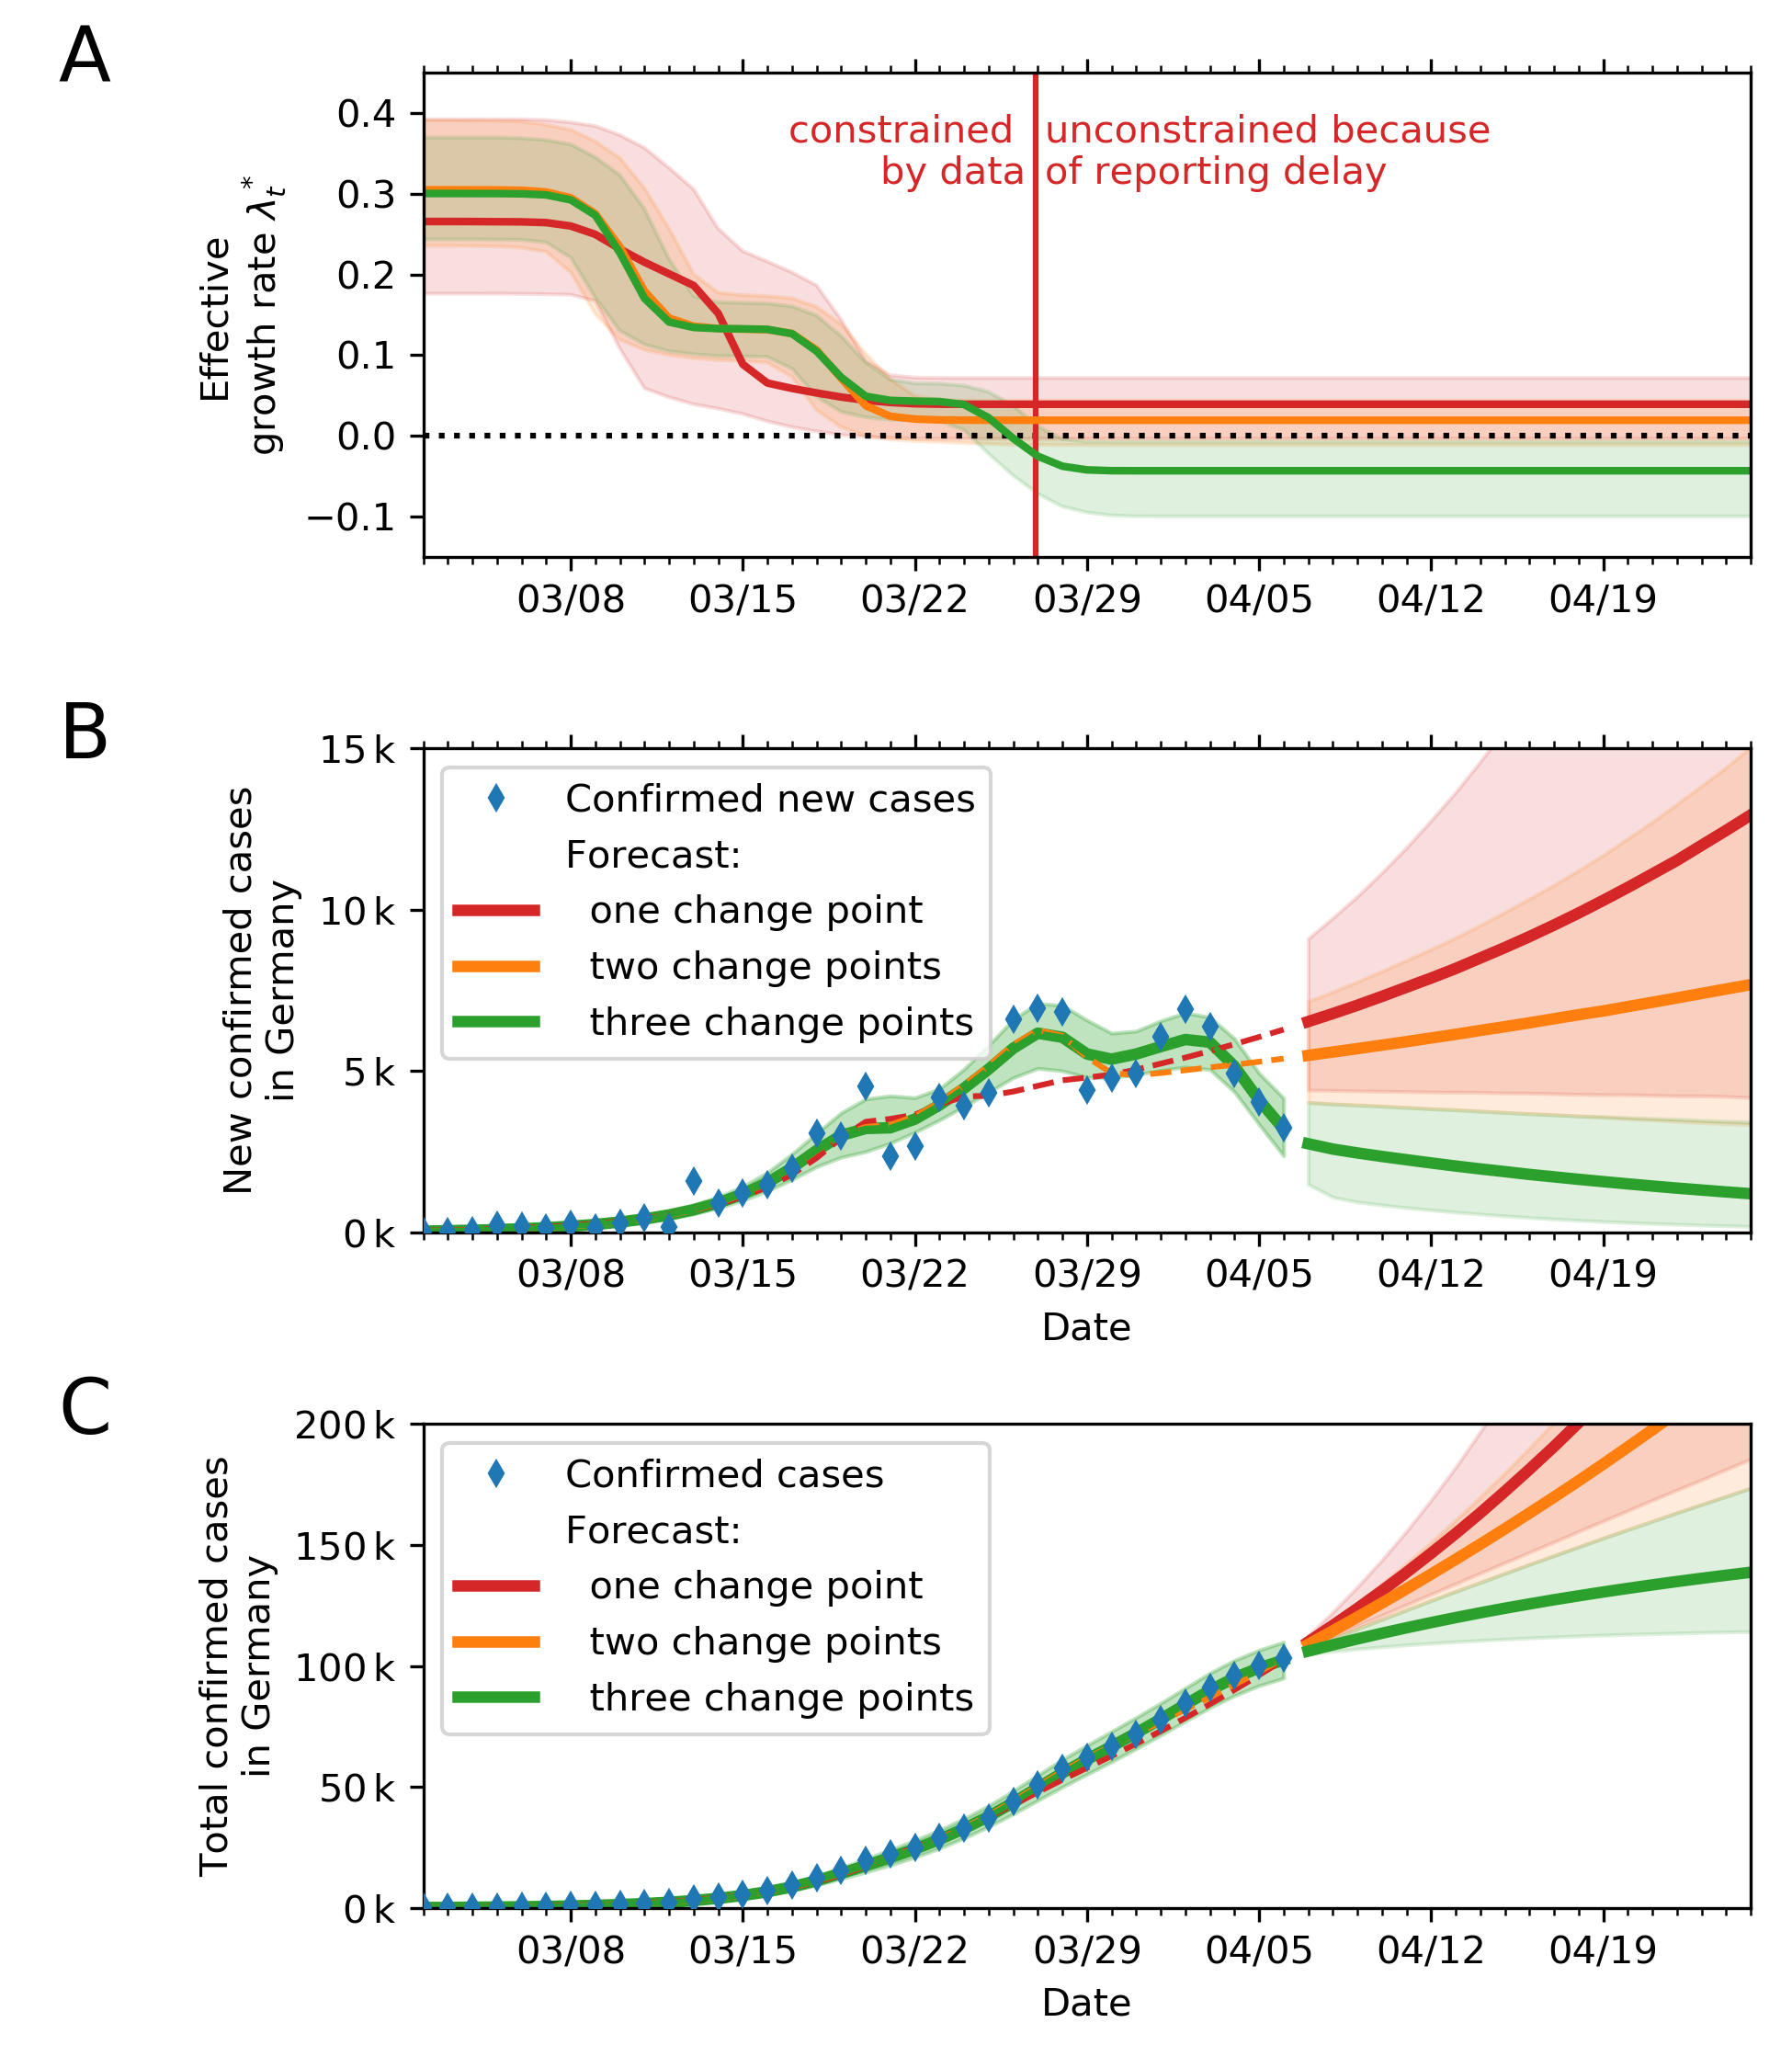 A
Effective
growth rate λ*t
0.4
0.3
0.2
0.1
0.0
−0.1
constrained
by data
unconstrained because
of reporting delay
03/08 03/15 03/22 03/29 04/05 04/12 04/19
B
New confirmed cases
in Germany
15 k
10 k
5 k
0 k
Confirmed new cases
Forecast:
one change point
two change points
three change points
03/08 03/15 03/22 03/29 04/05 04/12 04/19
Date
C
Total confirmed cases
in Germany
200 k
150 k
100 k
50 k
0 k
Confirmed cases
Forecast:
one change point
two change points
three change points
03/08 03/15 03/22 03/29 04/05 04/12 04/19
Date